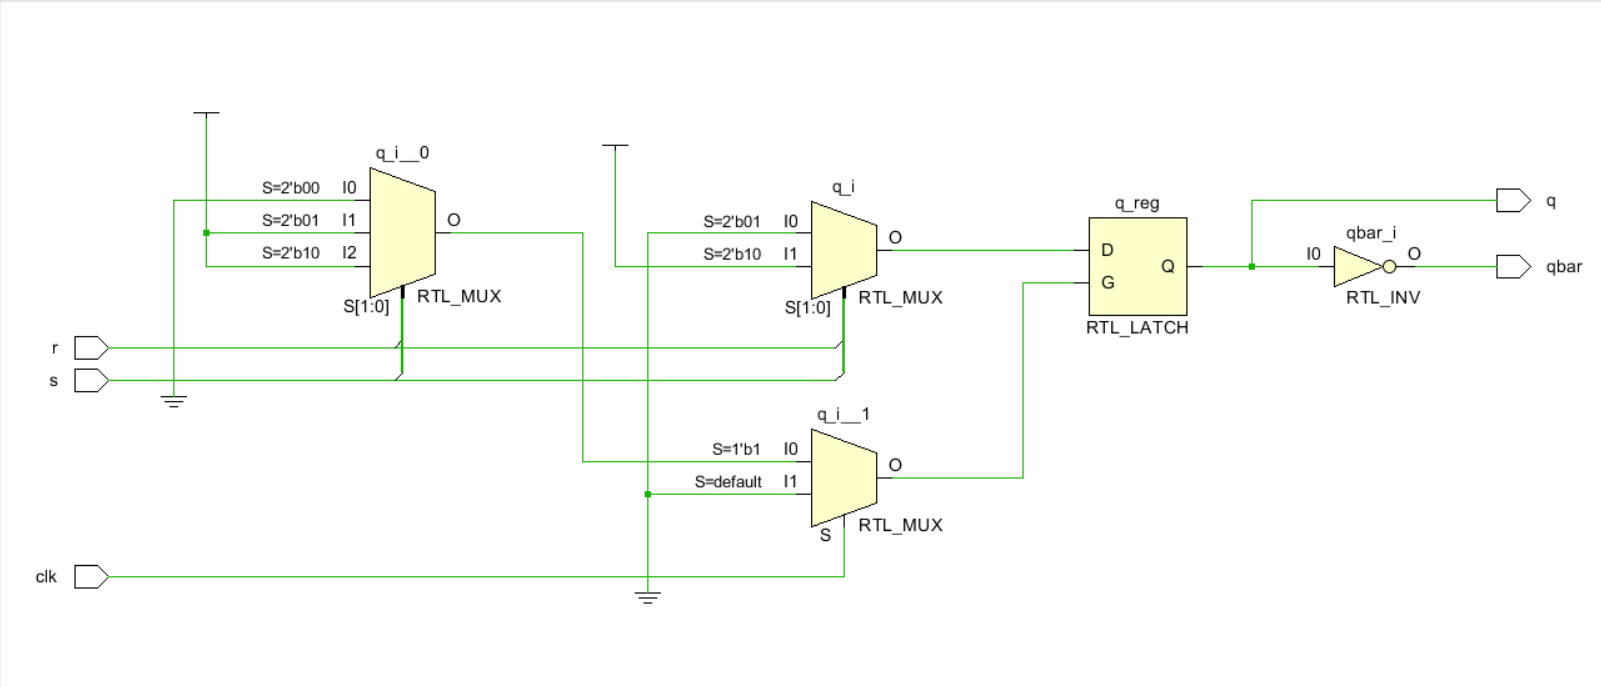 q_i__0
S=2'b00 I0
S=2'b01 I1
S=2'b10 I2
O
S[1:0]
RTL_MUX
q_i
S=2'b01 I0
S=2'b10 I1
O
S[1:0]
RTL_MUX
q_reg
D
G
Q
RTL_LATCH
qbar_i
I0
O
RTL_INV
q
qbar
r
s
q_i__1
S=1'b1 I0
S=default I1
O
S
RTL_MUX
clk